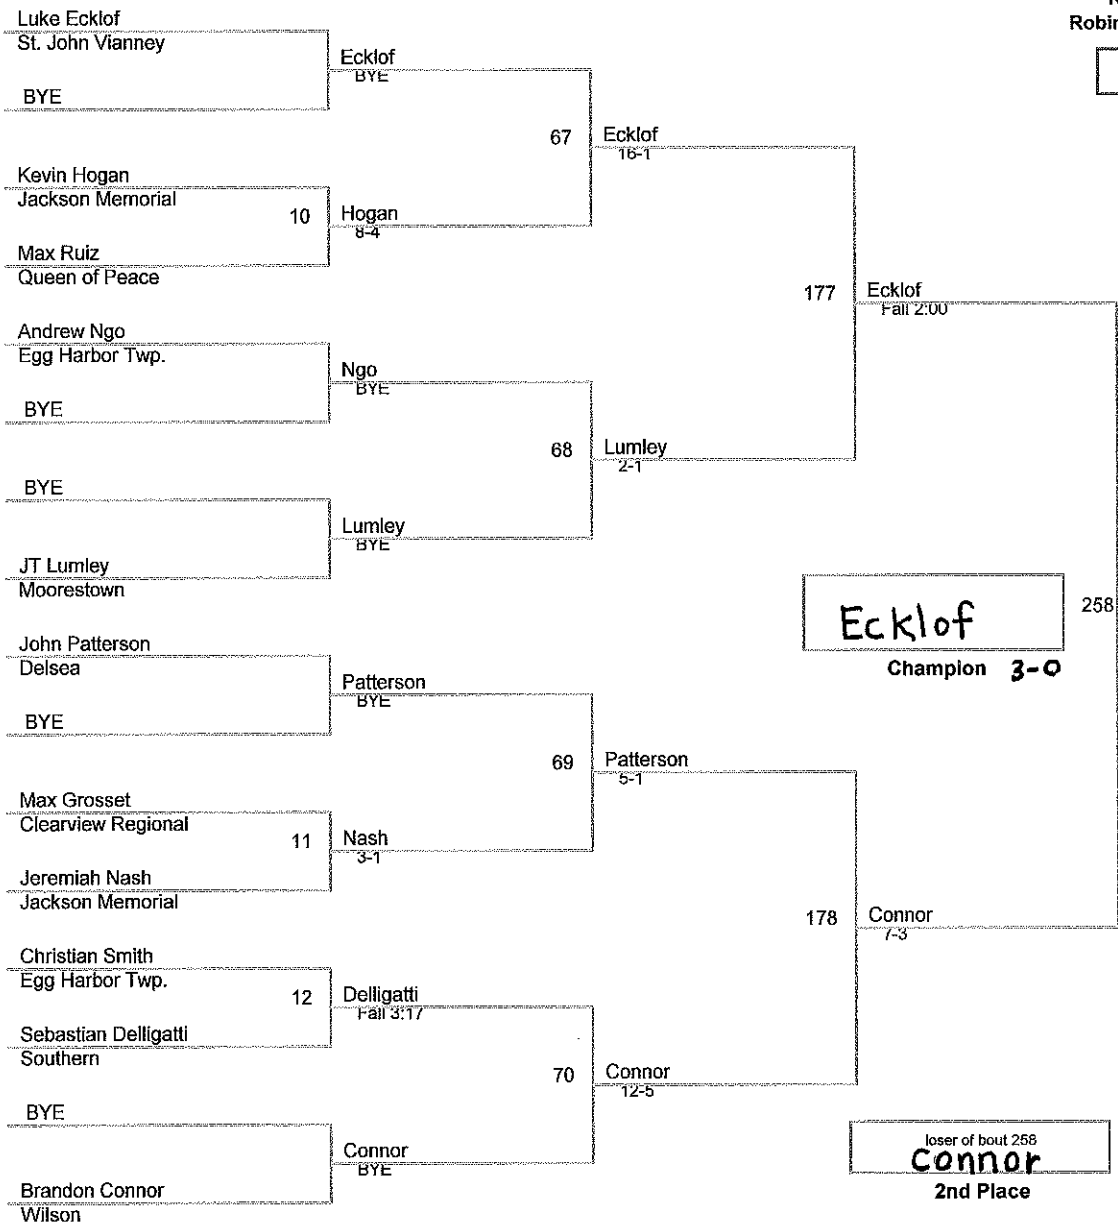 Robin
Luke Ecklof
St. John Vianney
Ecklof
BYE
BYE
67
Ecklof
16-1
Kevin Hogan
Jackson Memorial
10
Hogan
8-4
Max Ruiz
Queen of Peace
177
Ecklof
Fall 2:00
Andrew Ngo
Egg Harbor Twp.
Ngo
BYE
BYE
68
Lumley
2-1
BYE
Lumley
BYE
JT Lumley
Moorestown
Ecklof
258
Champion 3-0
John Patterson
Delsea
Patterson
BYE
BYE
69
Patterson
5-1
Max Grosset
Clearview Regional
11
Nash
3-1
Jeremiah Nash
Jackson Memorial
178
Connor
7-3
Christian Smith
Egg Harbor Twp.
12
Delligatti
Fall 3:17
Sebastian Delligatti
Southern
70
Connor
12-5
BYE
Connor
BYE
Brandon Connor
Wilson
loser of bout 258
Connor
2nd Place